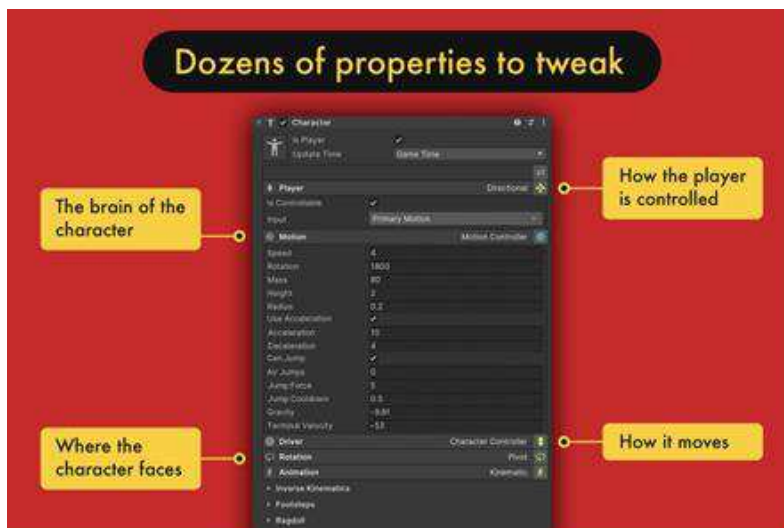 Dozens of properties to tweak
Character
Is Player
Update Time Game Time
Player Directional
Is Controllable
Input Primary Motion
Motion Motion Controller
Speed 4
Rotation 1800
Mass 80
Height 2
Radius 0.2
Use Acceleration
Acceleration 10
Deceleration 4
Can Jump
Air Jumps 0
Jump Force 5
Jump Cooldown 0.5
Gravity -9.81
Terminal Velocity -53
Driver Character Controller
Rotation Pivot
Animation Kinematic
Inverse Kinematics
Footsteps
Ragdoll
The brain of the
character
How the player
is controlled
Where the
character faces
How it moves